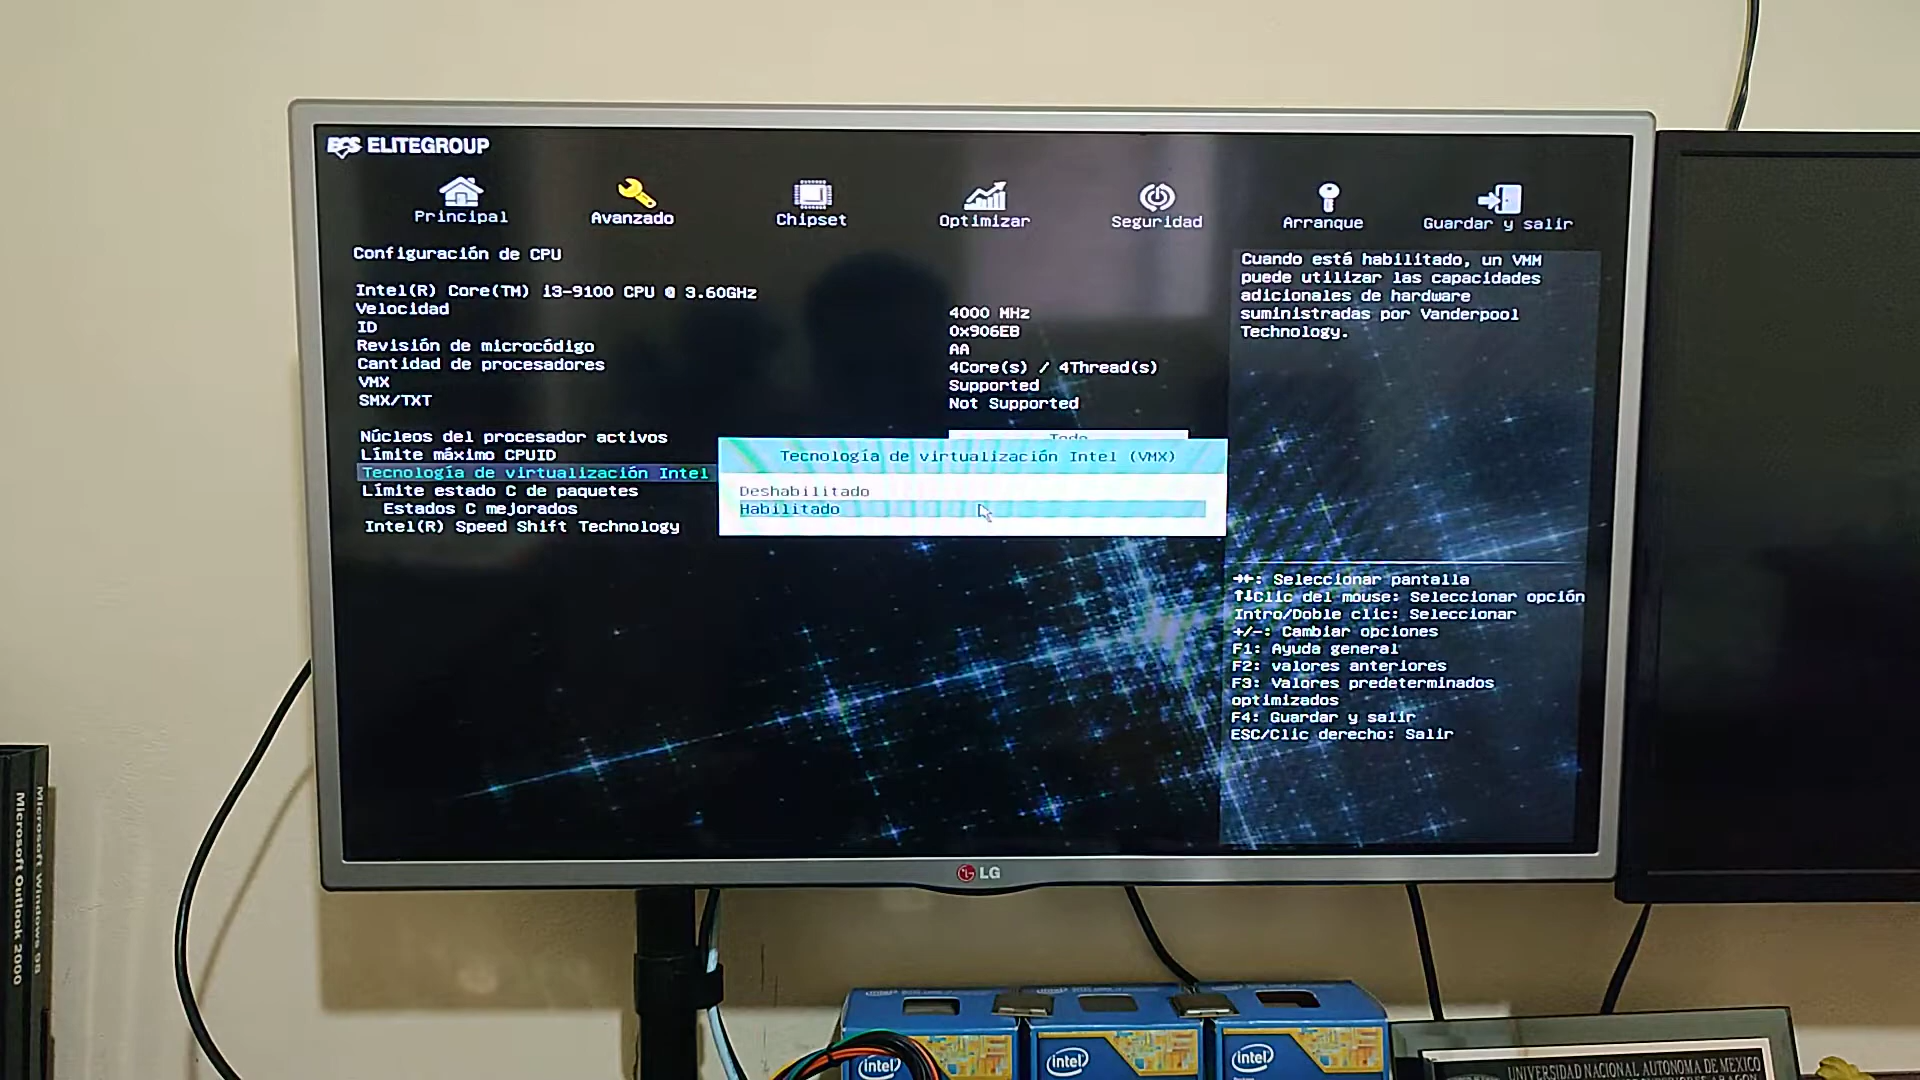 ECS ELITEGROUP
Principal
Avanzado
Chipset
Optimizar
Seguridad
Arranque
Guardar y salir
Configuración de CPU
Intel(R) Core(TM) i3-9100 CPU @ 3.60GHz
Velocidad 4000 MHz
ID 0x906EB
Revisión de microcódigo AA
Cantidad de procesadores 4Core(s) / 4Thread(s)
VMX Supported
SMX/TXT Not Supported
Núcleos del procesador activos Todo
Límite máximo CPUID
Tecnología de virtualización Intel
Límite estado C de paquetes
Estados C mejorados
Intel(R) Speed Shift Technology
Tecnología de virtualización Intel (VMX)
Deshabilitado
Habilitado
Cuando está habilitado, un VMM
puede utilizar las capacidades
adicionales de hardware
suministradas por Vanderpool
Technology.
→←: Seleccionar pantalla
↑↓Clic del mouse: Seleccionar opción
Intro/Doble clic: Seleccionar
+/-: Cambiar opciones
F1: Ayuda general
F2: valores anteriores
F3: Valores predeterminados
optimizados
F4: Guardar y salir
ESC/Clic derecho: Salir
LG
Microsoft Windows 98
Microsoft Outlook 2000
intel
intel
intel
UNIVERSIDAD NACIONAL AUTONOMA DE MEXICO